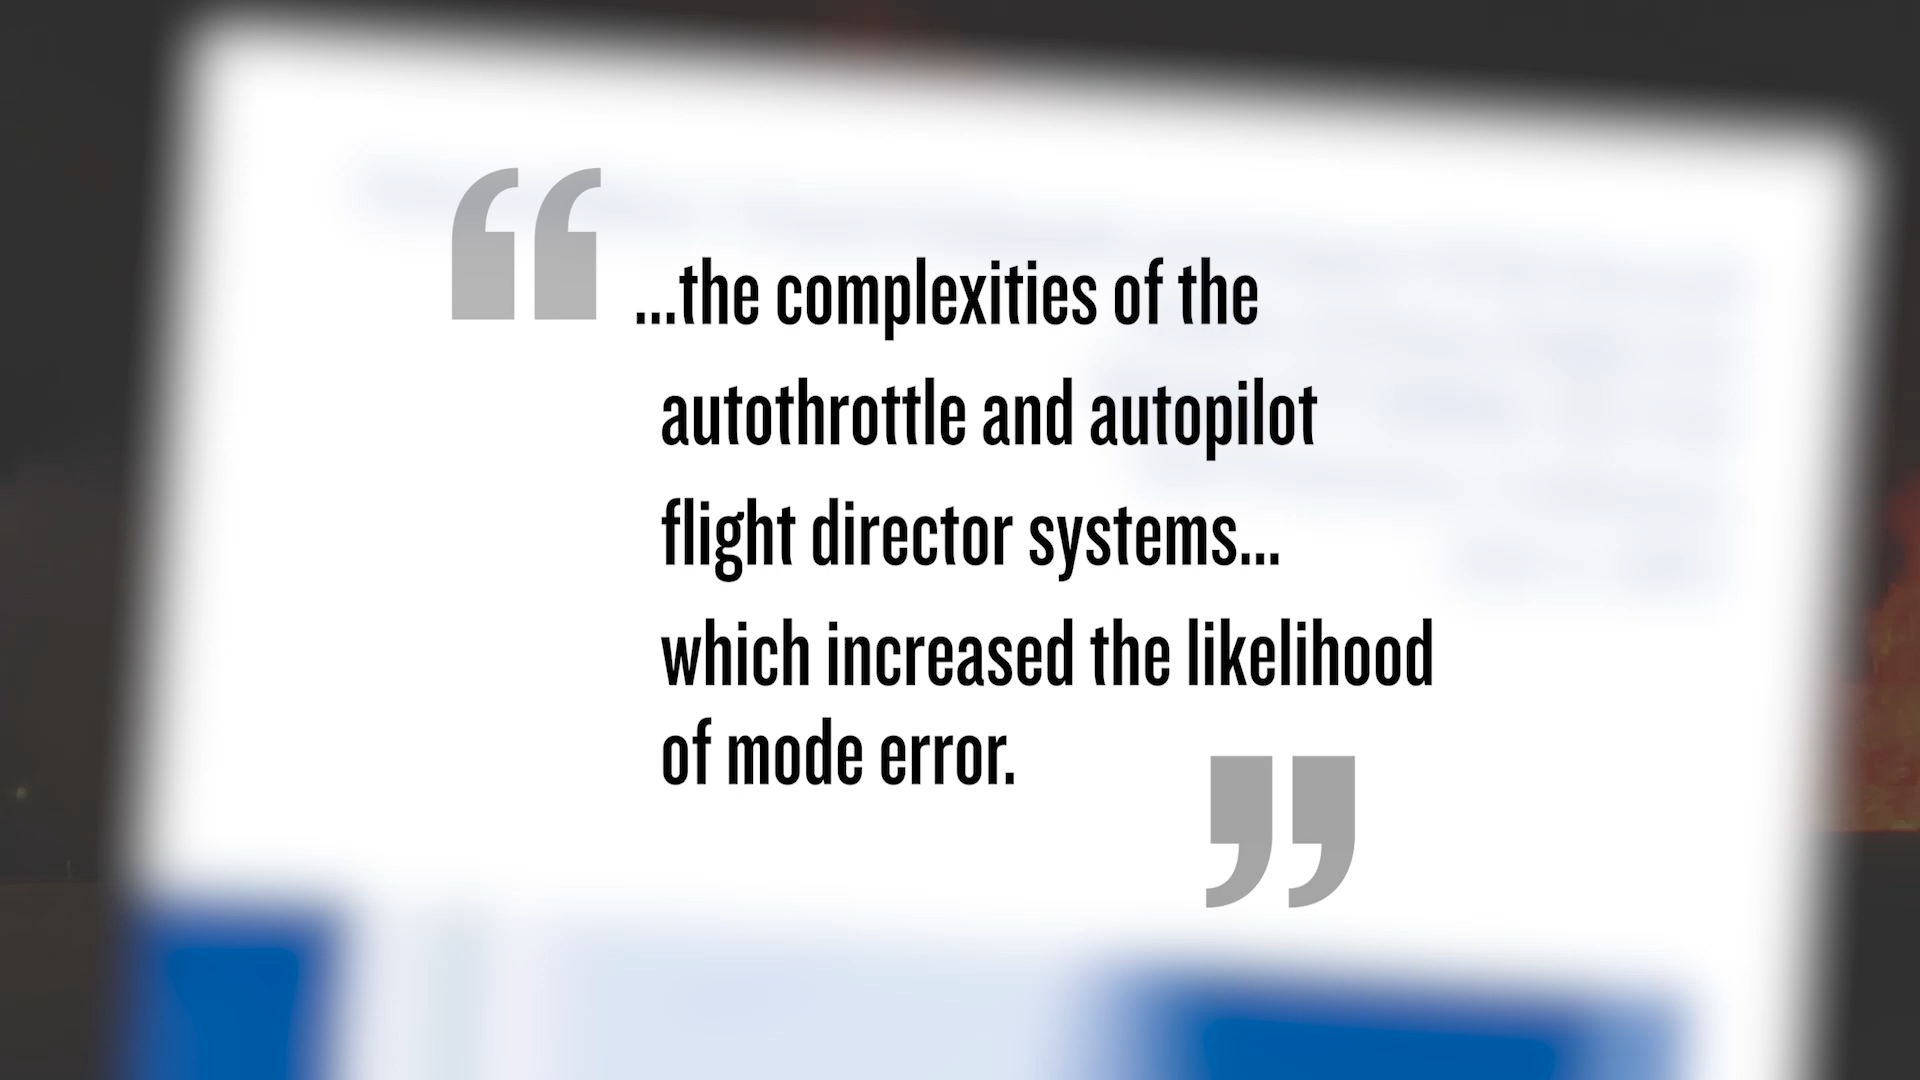 “...the complexities of the
autothrottle and autopilot
flight director systems...
which increased the likelihood
of mode error.”